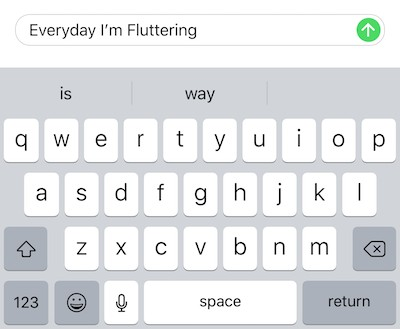 Everyday I’m Fluttering
is way
q w e r t y u i o p
a s d f g h j k l
z x c v b n m
123 space return